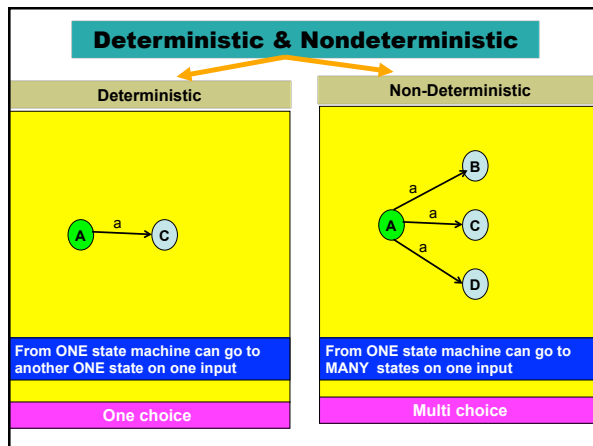 Deterministic & Nondeterministic
Deterministic
a
A
C
From ONE state machine can go to
another ONE state on one input
One choice
Non-Deterministic
B
a
A
a
C
a
D
From ONE state machine can go to
MANY states on one input
Multi choice